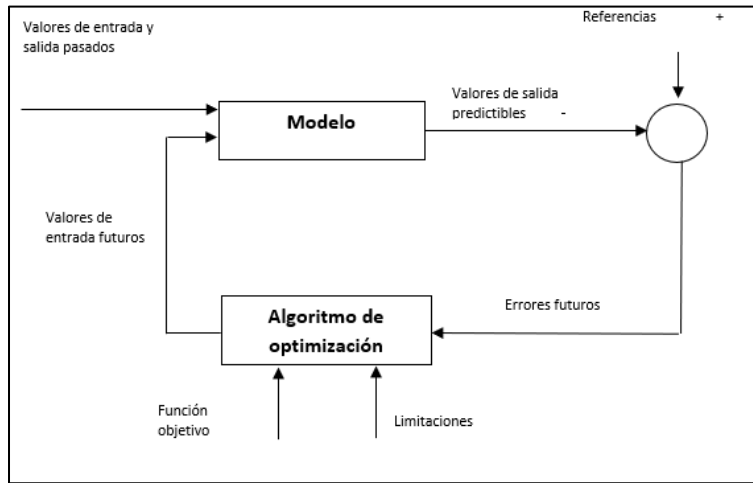 Referencias +
Valores de entrada y
salida pasados
Modelo
Valores de salida
predictibles -
Valores de
entrada futuros
Errores futuros
Algoritmo de
optimización
Función
objetivo
Limitaciones